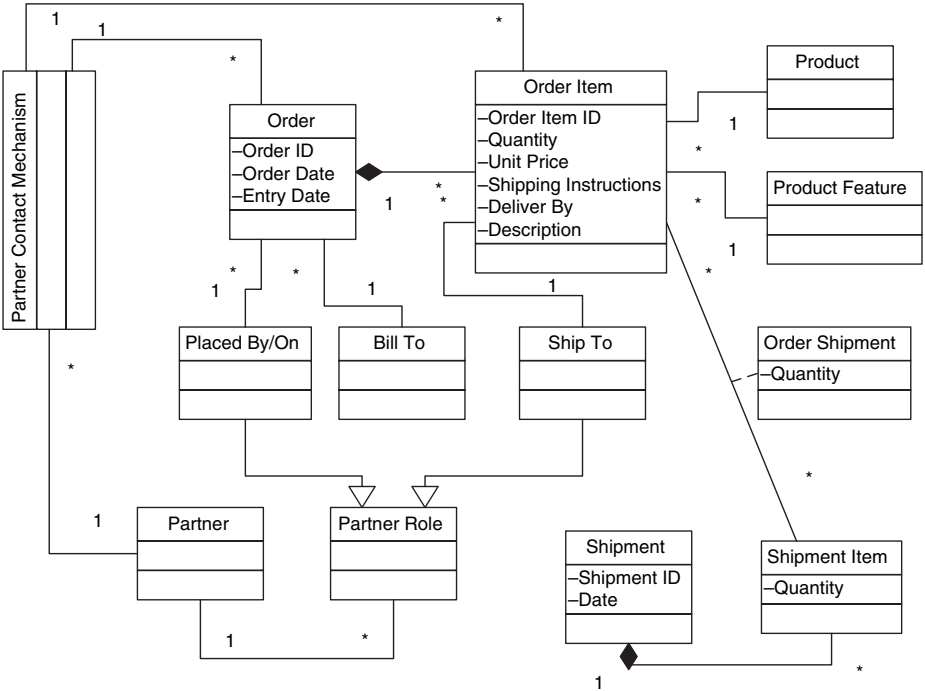 1
*
1
*
Partner Contact Mechanism
Order
–Order ID
–Order Date
–Entry Date
Order Item
–Order Item ID
–Quantity
–Unit Price
–Shipping Instructions
–Deliver By
–Description
Product
1
*
Product Feature
*
1
1
*
*
*
1
*
1
1
*
Placed By/On
Bill To
Ship To
Order Shipment
–Quantity
*
*
1
Partner
Partner Role
1
*
Shipment
–Shipment ID
–Date
Shipment Item
–Quantity
1
*